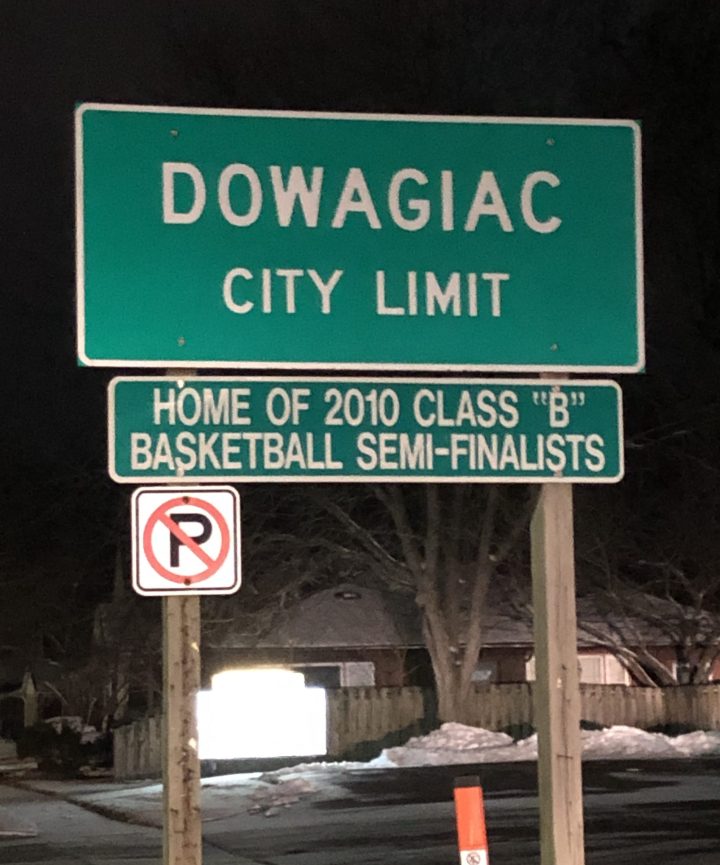 DOWAGIAC
CITY LIMIT
HOME OF 2010 CLASS "B"
BASKETBALL SEMI-FINALISTS
P